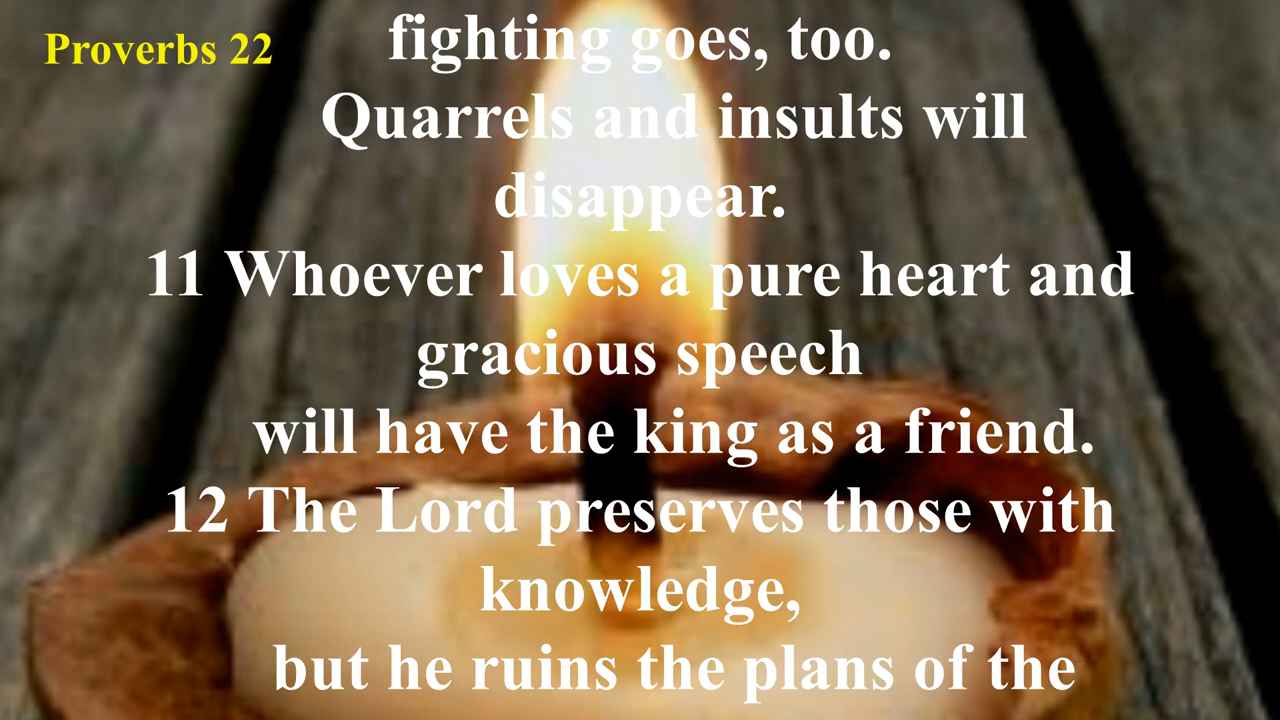 Proverbs 22
fighting goes, too.
Quarrels and insults will
disappear.
11 Whoever loves a pure heart and
gracious speech
will have the king as a friend.
12 The Lord preserves those with
knowledge,
but he ruins the plans of the